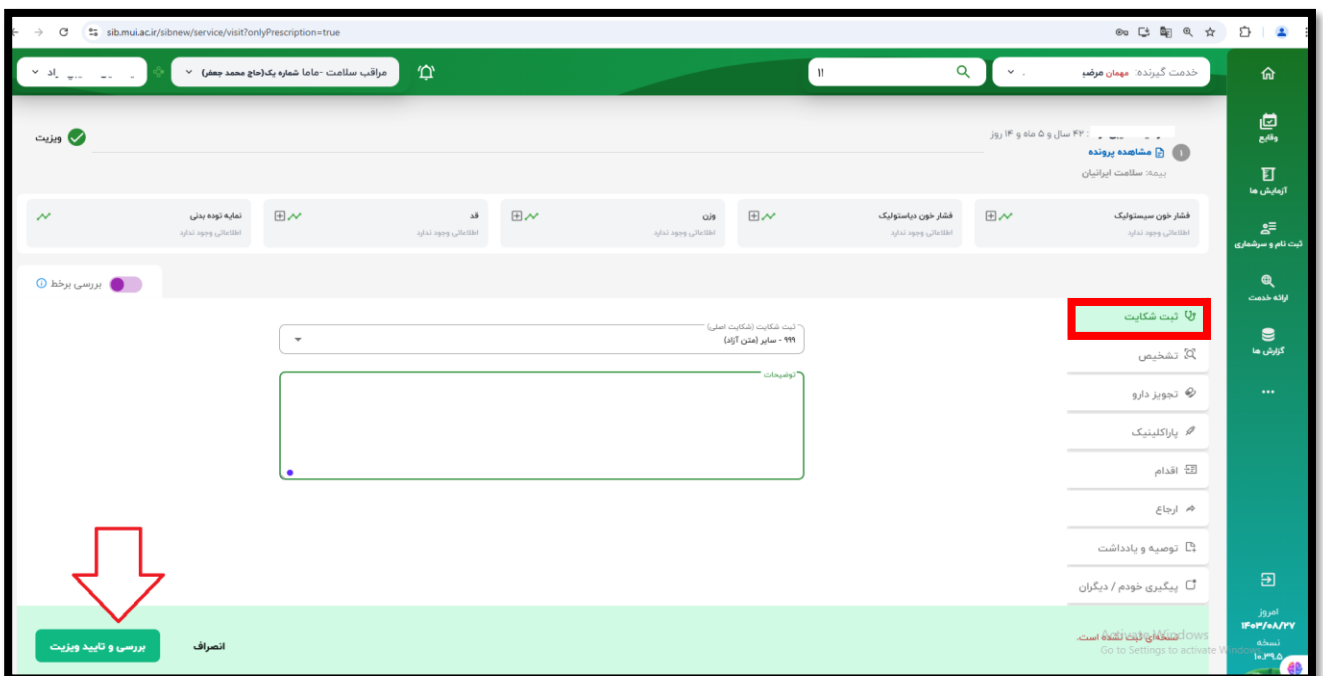 sib.mui.ac.ir/sibnew/service/visit?onlyPrescription=true
خدمت گیرنده: مهمان مرضیه
!!
مراقب سلامت -ماما شماره یک(حاج محمد جعفر)
راد
: ۴۲ سال و ۵ ماه و ۱۴ روز
۱ مشاهده پرونده
بیمه: سلامت ایرانیان
ویزیت
فشار خون سیستولیک
اطلاعاتی وجود ندارد
فشار خون دیاستولیک
اطلاعاتی وجود ندارد
وزن
اطلاعاتی وجود ندارد
قد
اطلاعاتی وجود ندارد
نمایه توده بدنی
اطلاعاتی وجود ندارد
بررسی برخط
ثبت شکایت
تشخیص
تجویز دارو
پاراکلینیک
اقدام
ارجاع
توصیه و یادداشت
پیگیری خودم / دیگران
ثبت شکایت (شکایت اصلی)
۹۹۹ - سایر (متن آزاد)
توضیحات
نسخه‌ای ثبت نشده است.
انصراف
بررسی و تایید ویزیت
وقایع
آزمایش ها
ثبت نام و سرشماری
ارائه خدمت
گزارش ها
...
امروز
۱۴۰۳/۰۸/۲۷
نسخه
۱۰.۳۹.۵
Activate Windows
Go to Settings to activate Windows